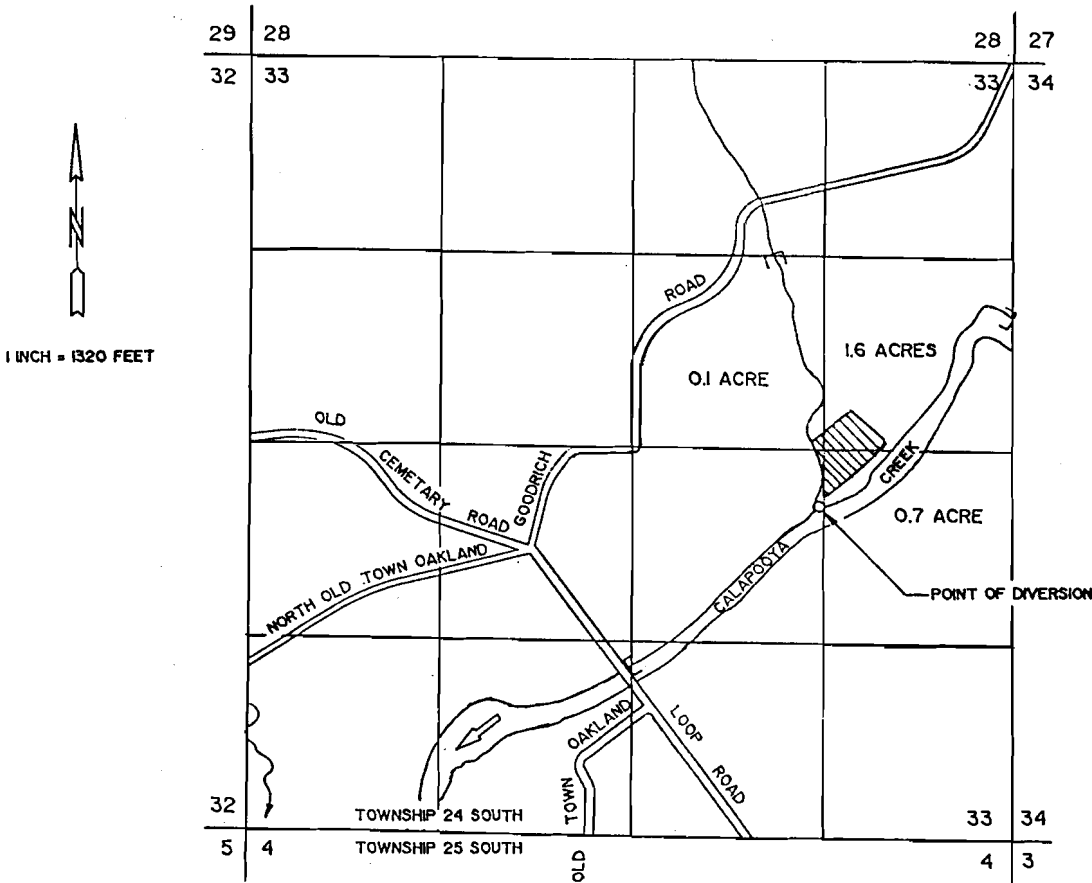 29 28
28 27
32 33
33 34
N
1 INCH = 1320 FEET
ROAD
1.6 ACRES
0.1 ACRE
OLD
CEMETARY
ROAD
GOODRICH
CREEK
0.7 ACRE
NORTH OLD TOWN OAKLAND
CALAPOOYA
POINT OF DIVERSION
OAKLAND
LOOP
ROAD
TOWN
OLD
32
TOWNSHIP 24 SOUTH
33 34
5 4
TOWNSHIP 25 SOUTH
4 3